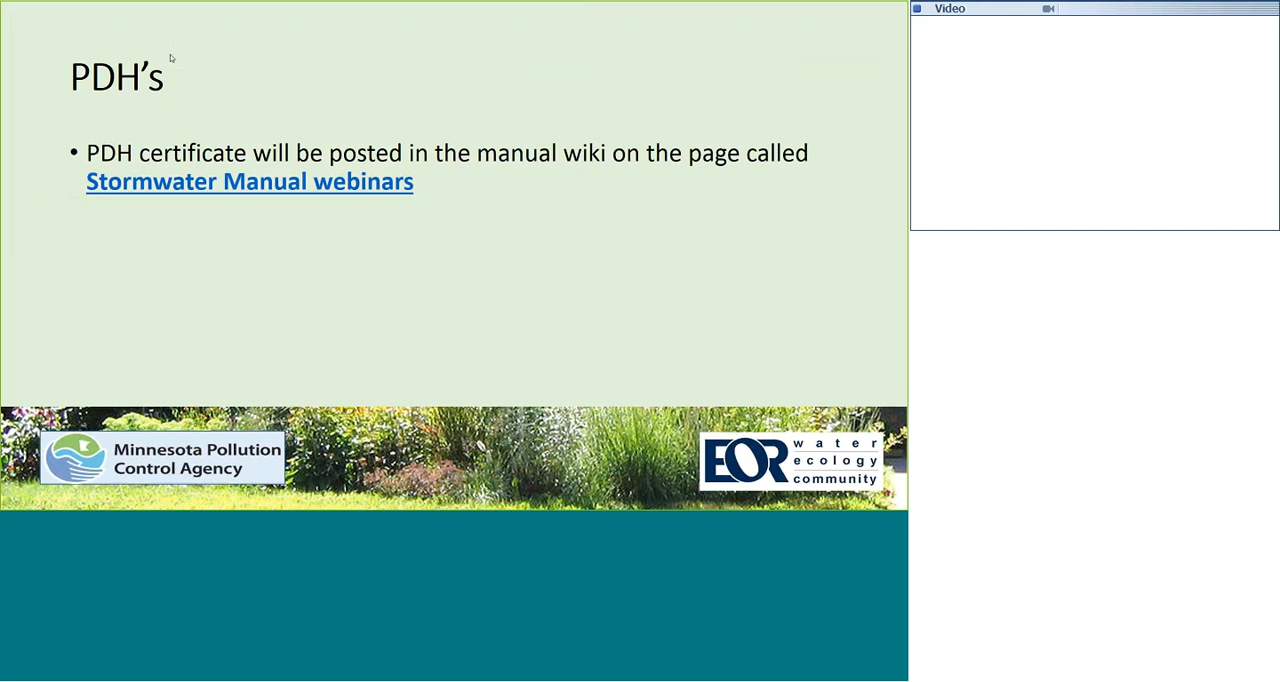 Video
PDH’s
• PDH certificate will be posted in the manual wiki on the page called
Stormwater Manual webinars
Minnesota Pollution
Control Agency
EOR
water
ecology
community